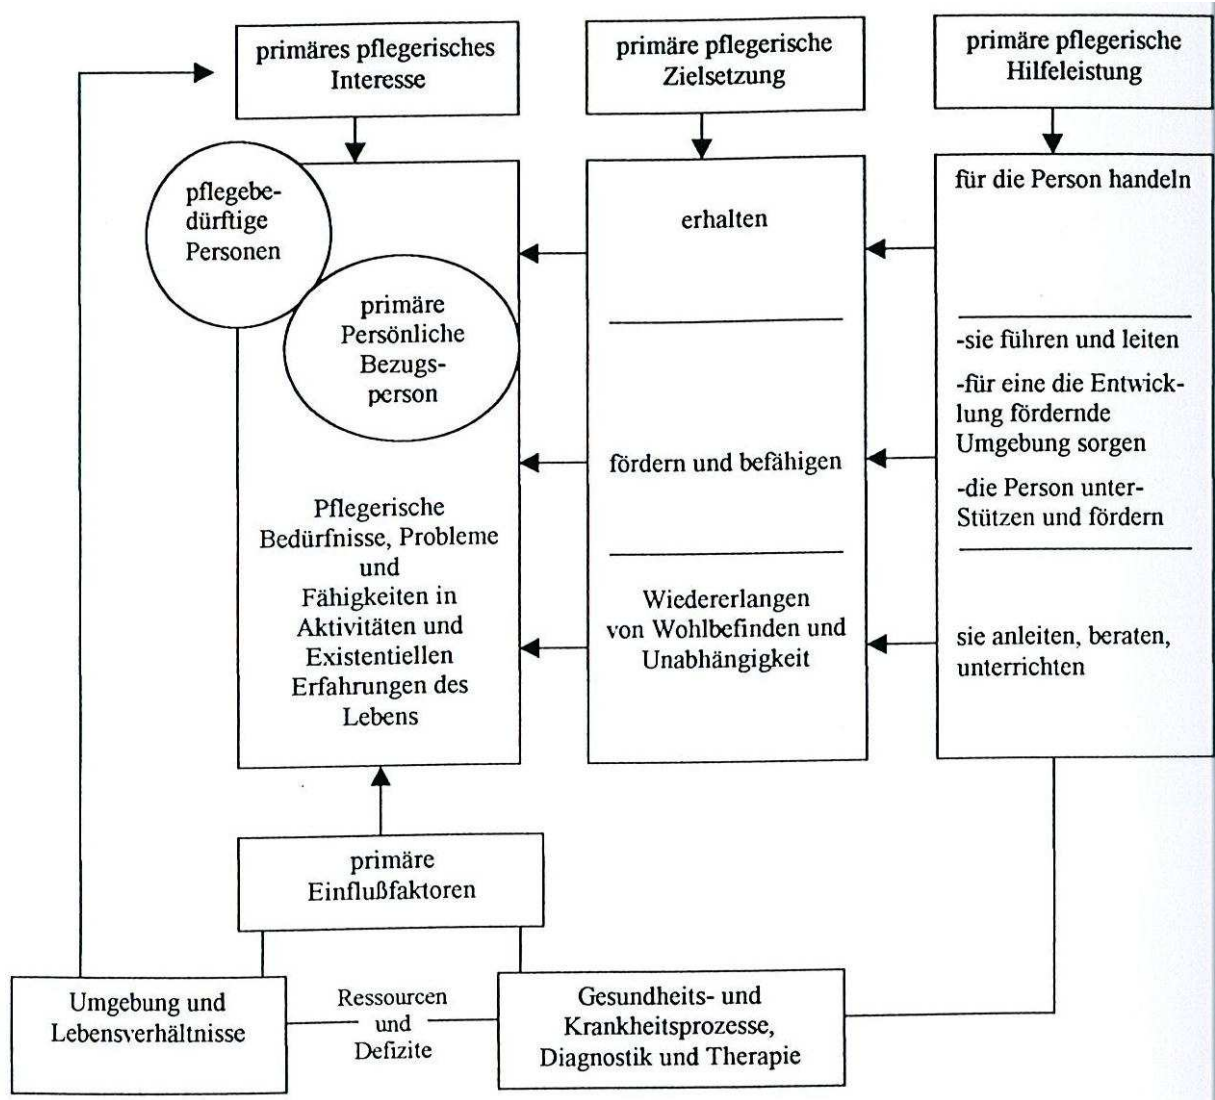 primäres pflegerisches
Interesse
primäre pflegerische
Zielsetzung
primäre pflegerische
Hilfeleistung
pflegebe-
dürftige
Personen
primäre
Persönliche
Bezugs-
person
Pflegerische
Bedürfnisse, Probleme
und
Fähigkeiten in
Aktivitäten und
Existentiellen
Erfahrungen des
Lebens
erhalten
fördern und befähigen
Wiedererlangen
von Wohlbefinden und
Unabhängigkeit
für die Person handeln
-sie führen und leiten
-für eine die Entwick-
lung fördernde
Umgebung sorgen
-die Person unter-
Stützen und fördern
sie anleiten, beraten,
unterrichten
primäre
Einflußfaktoren
Umgebung und
Lebensverhältnisse
Ressourcen
und
Defizite
Gesundheits- und
Krankheitsprozesse,
Diagnostik und Therapie